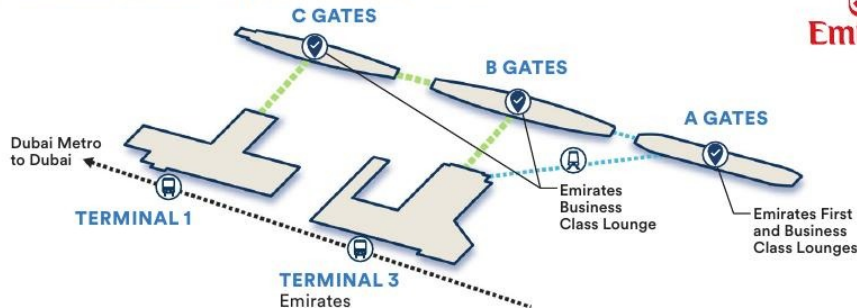 C GATES
B GATES
A GATES
Dubai Metro
to Dubai
TERMINAL 1
Emirates
Business
Class Lounge
Emirates First
and Business
Class Lounges
TERMINAL 3
Emirates